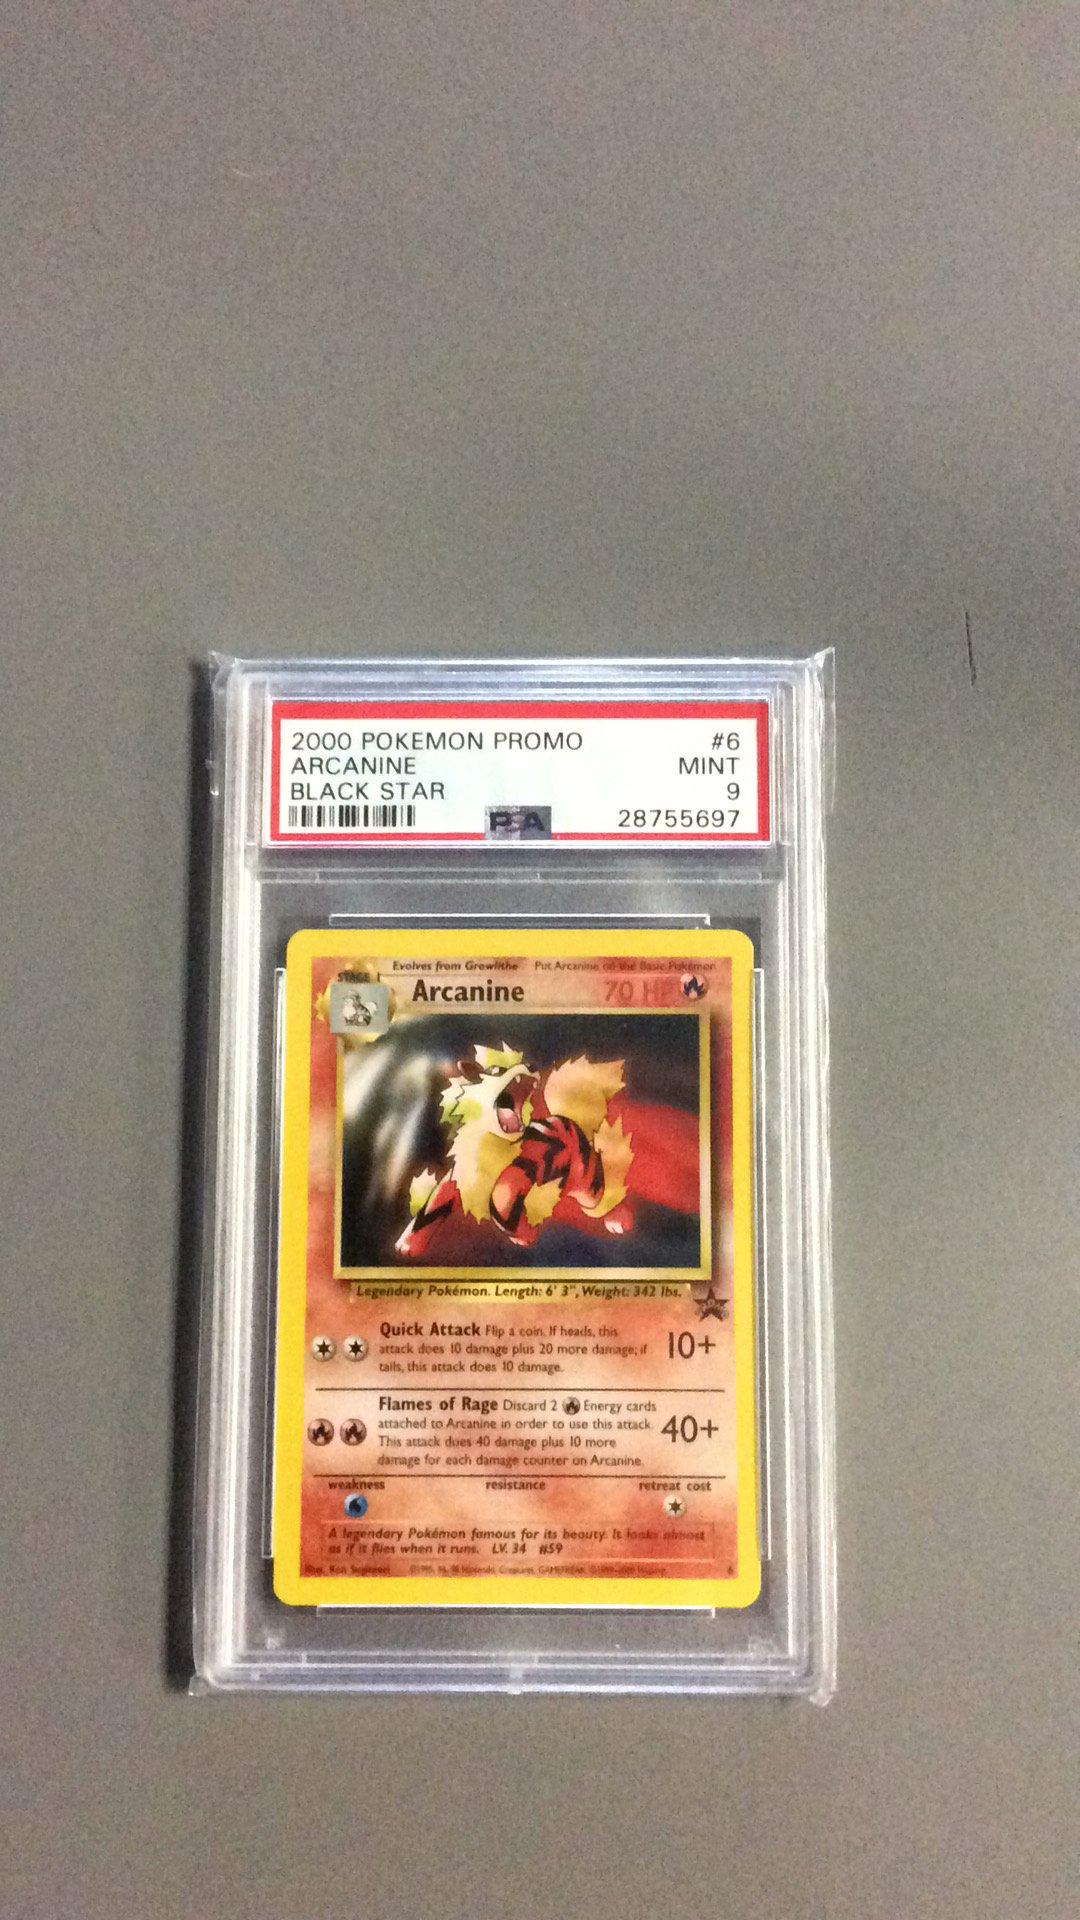 2000 POKEMON PROMO #6
ARCANINE MINT
BLACK STAR 9
PSA 28755697
Evolves from Growlithe Put Arcanine on the Basic Pokémon
STAGE 1
Arcanine 70 HP
Legendary Pokémon. Length: 6' 3", Weight: 342 lbs.
Quick Attack Flip a coin. If heads, this
attack does 10 damage plus 20 more damage; if
tails, this attack does 10 damage.
10+
Flames of Rage Discard 2 Energy cards
attached to Arcanine in order to use this attack.
This attack does 40 damage plus 10 more
damage for each damage counter on Arcanine.
40+
weakness resistance retreat cost
A legendary Pokémon famous for its beauty. It looks almost
as if it flies when it runs. LV. 34 #59
Nintendo, Creatures, GAMEFREAK. 6